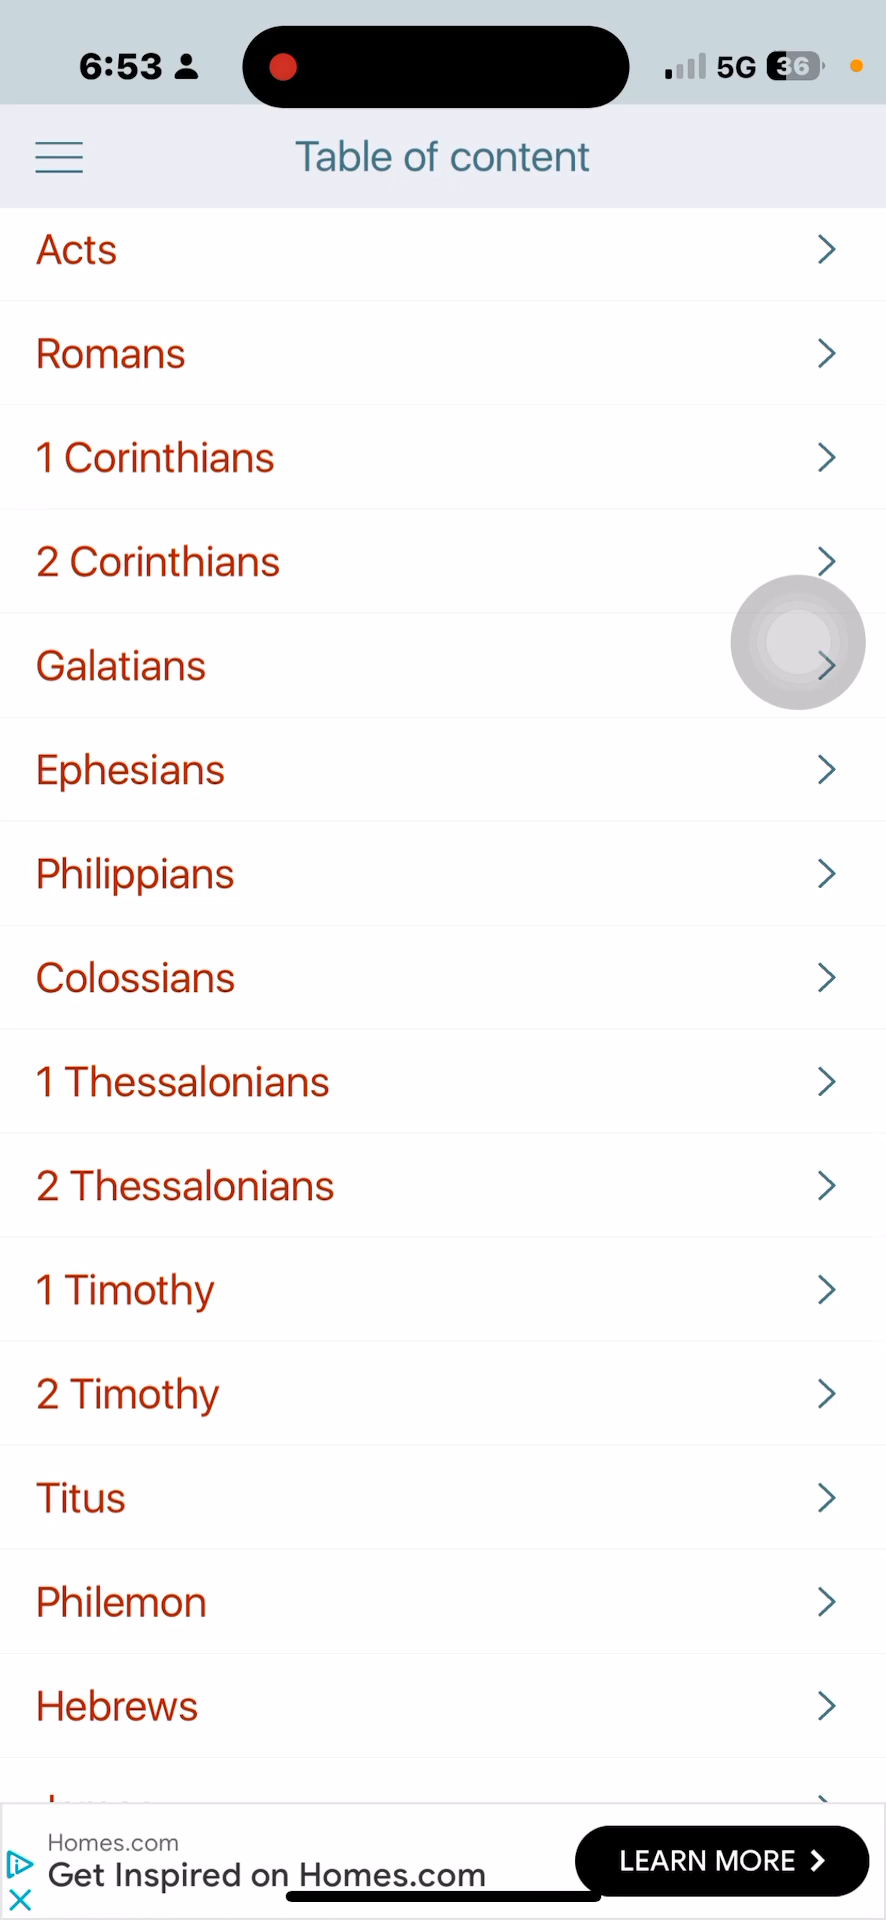 6:53
5G
36
Table of content
Acts
Romans
1 Corinthians
2 Corinthians
Galatians
Ephesians
Philippians
Colossians
1 Thessalonians
2 Thessalonians
1 Timothy
2 Timothy
Titus
Philemon
Hebrews
Homes.com
Get Inspired on Homes.com
LEARN MORE